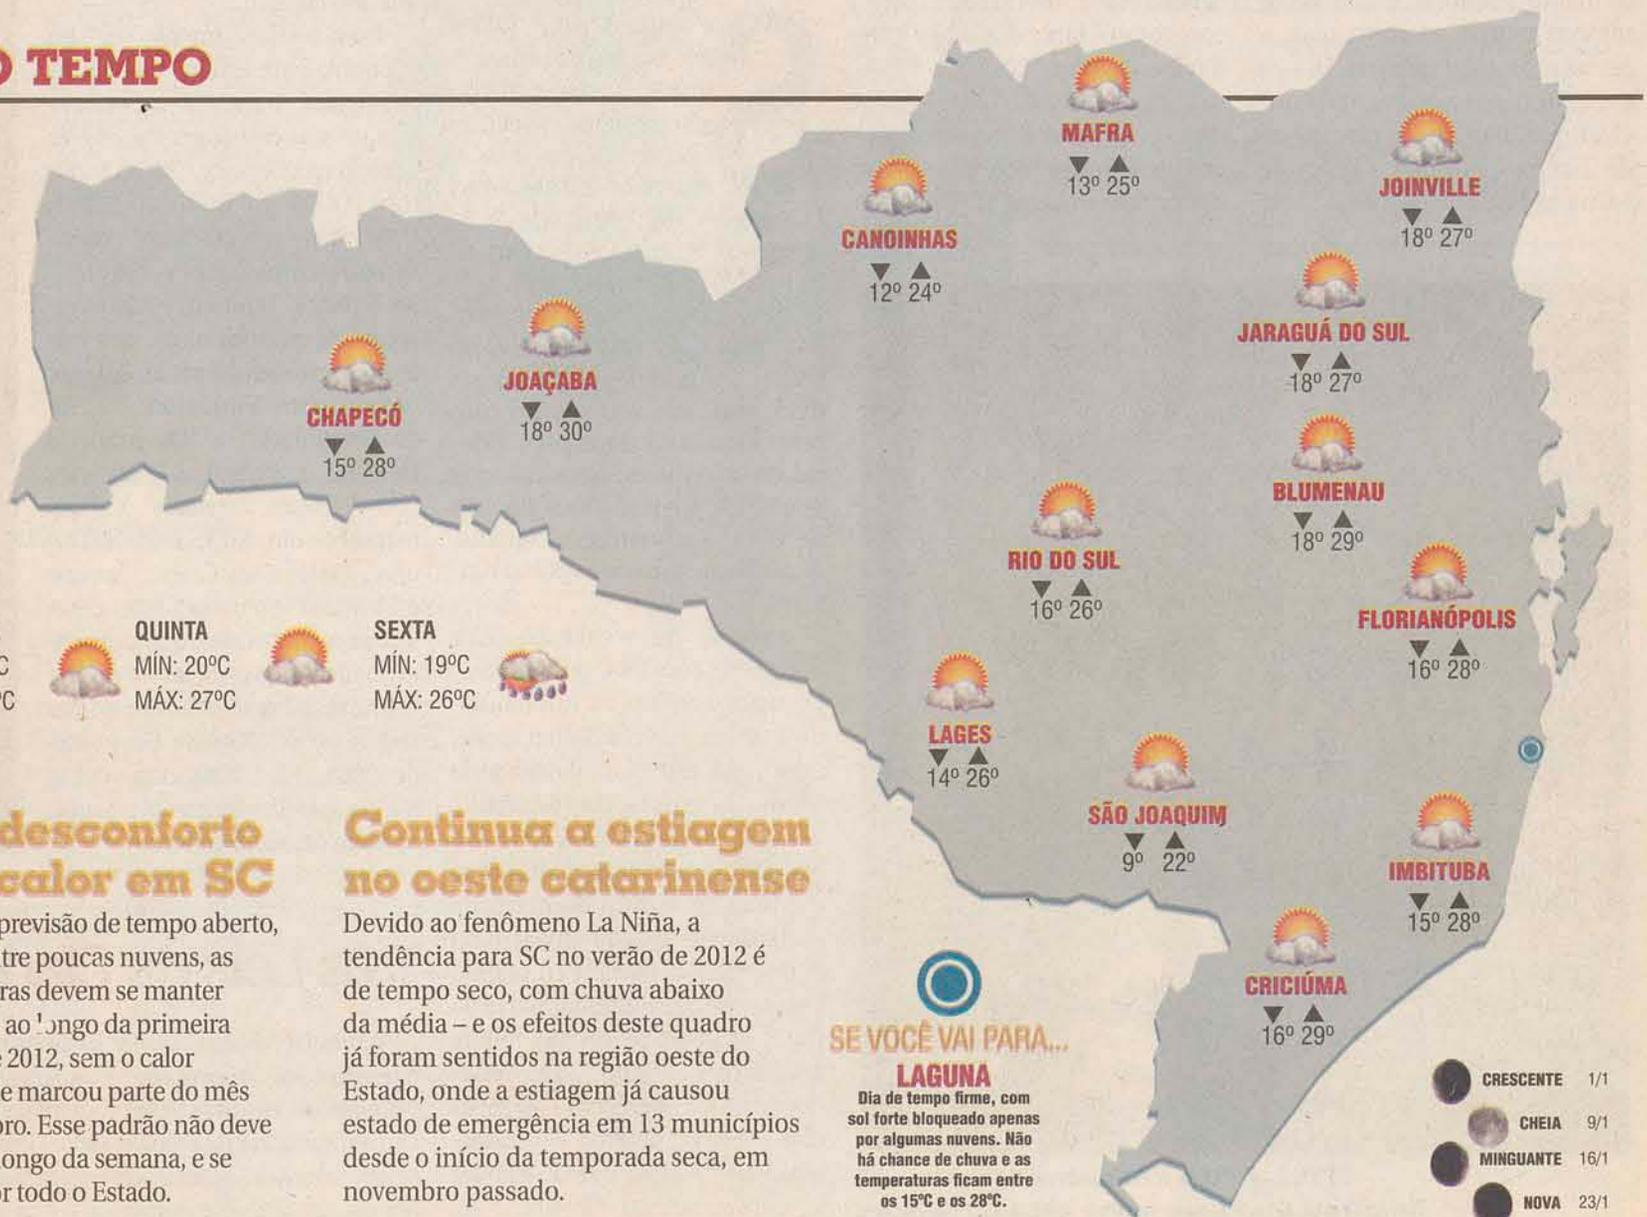 O TEMPO
MAFRA
▼ ▲
13º 25º
JOINVILLE
▼ ▲
18º 27º
CANOINHAS
▼ ▲
12º 24º
JARAGUÁ DO SUL
▼ ▲
18º 27º
JOAÇABA
▼ ▲
18º 30º
CHAPECÓ
▼ ▲
15º 28º
BLUMENAU
▼ ▲
18º 29º
RIO DO SUL
▼ ▲
16º 26º
FLORIANÓPOLIS
▼ ▲
16º 28º
LAGES
▼ ▲
14º 26º
SÃO JOAQUIM
▼ ▲
9º 22º
IMBITUBA
▼ ▲
15º 28º
CRICIÚMA
▼ ▲
16º 29º
C
ºC
QUINTA
MÍN: 20ºC
MÁX: 27ºC
SEXTA
MÍN: 19ºC
MÁX: 26ºC
desconforto
calor em SC
previsão de tempo aberto,
tre poucas nuvens, as
ras devem se manter
ao longo da primeira
2012, sem o calor
e marcou parte do mês
bro. Esse padrão não deve
longo da semana, e se
or todo o Estado.
Continua a estiagem
no oeste catarinense
Devido ao fenômeno La Niña, a
tendência para SC no verão de 2012 é
de tempo seco, com chuva abaixo
da média – e os efeitos deste quadro
já foram sentidos na região oeste do
Estado, onde a estiagem já causou
estado de emergência em 13 municípios
desde o início da temporada seca, em
novembro passado.
SE VOCÊ VAI PARA...
LAGUNA
Dia de tempo firme, com
sol forte bloqueado apenas
por algumas nuvens. Não
há chance de chuva e as
temperaturas ficam entre
os 15ºC e os 28ºC.
CRESCENTE 1/1
CHEIA 9/1
MINGUANTE 16/1
NOVA 23/1